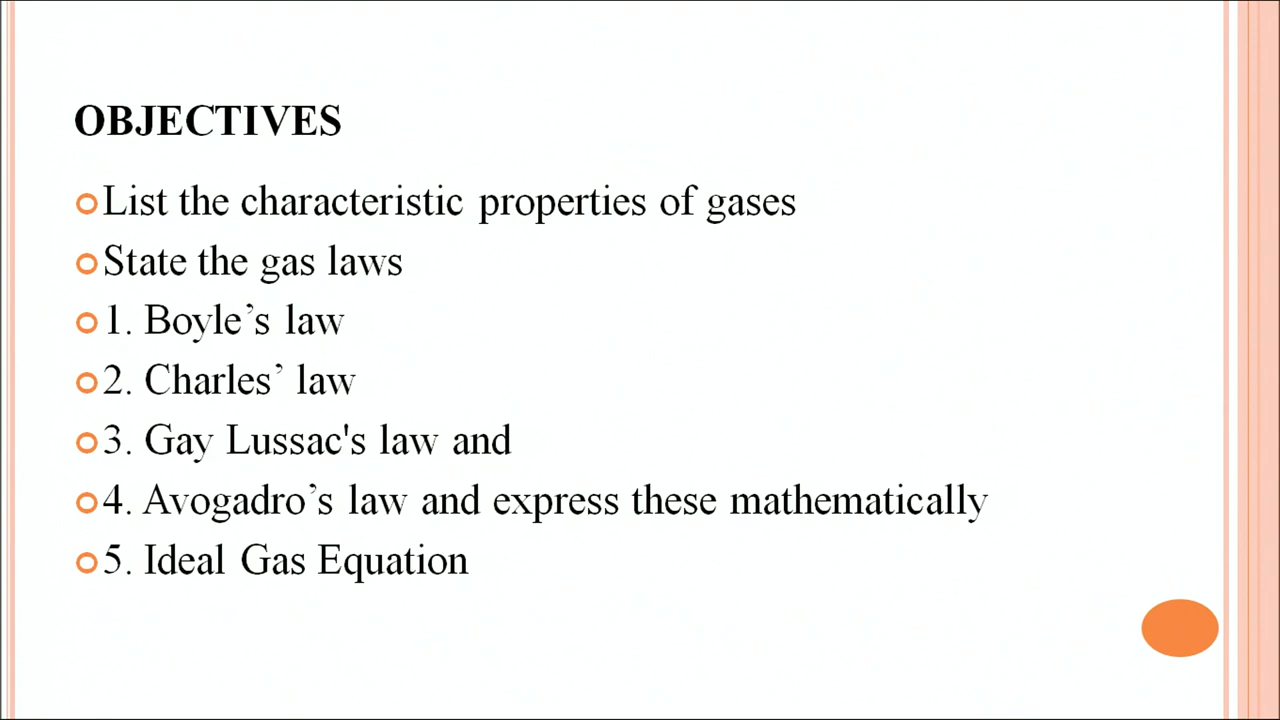 OBJECTIVES
List the characteristic properties of gases
State the gas laws
1. Boyle’s law
2. Charles’ law
3. Gay Lussac's law and
4. Avogadro’s law and express these mathematically
5. Ideal Gas Equation